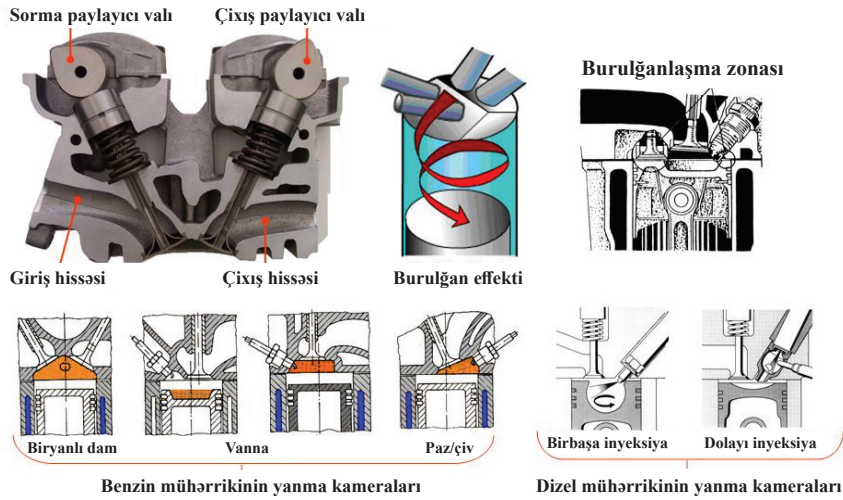 Sorma paylayıcı valı
Çıxış paylayıcı valı
Burulğanlaşma zonası
Giriş hissəsi
Çıxış hissəsi
Burulğan effekti
Biryanlı dam
Vanna
Paz/çiv
Birbaşa inyeksiya
Dolayı inyeksiya
Benzin mühərrikinin yanma kameraları
Dizel mühərrikinin yanma kameraları